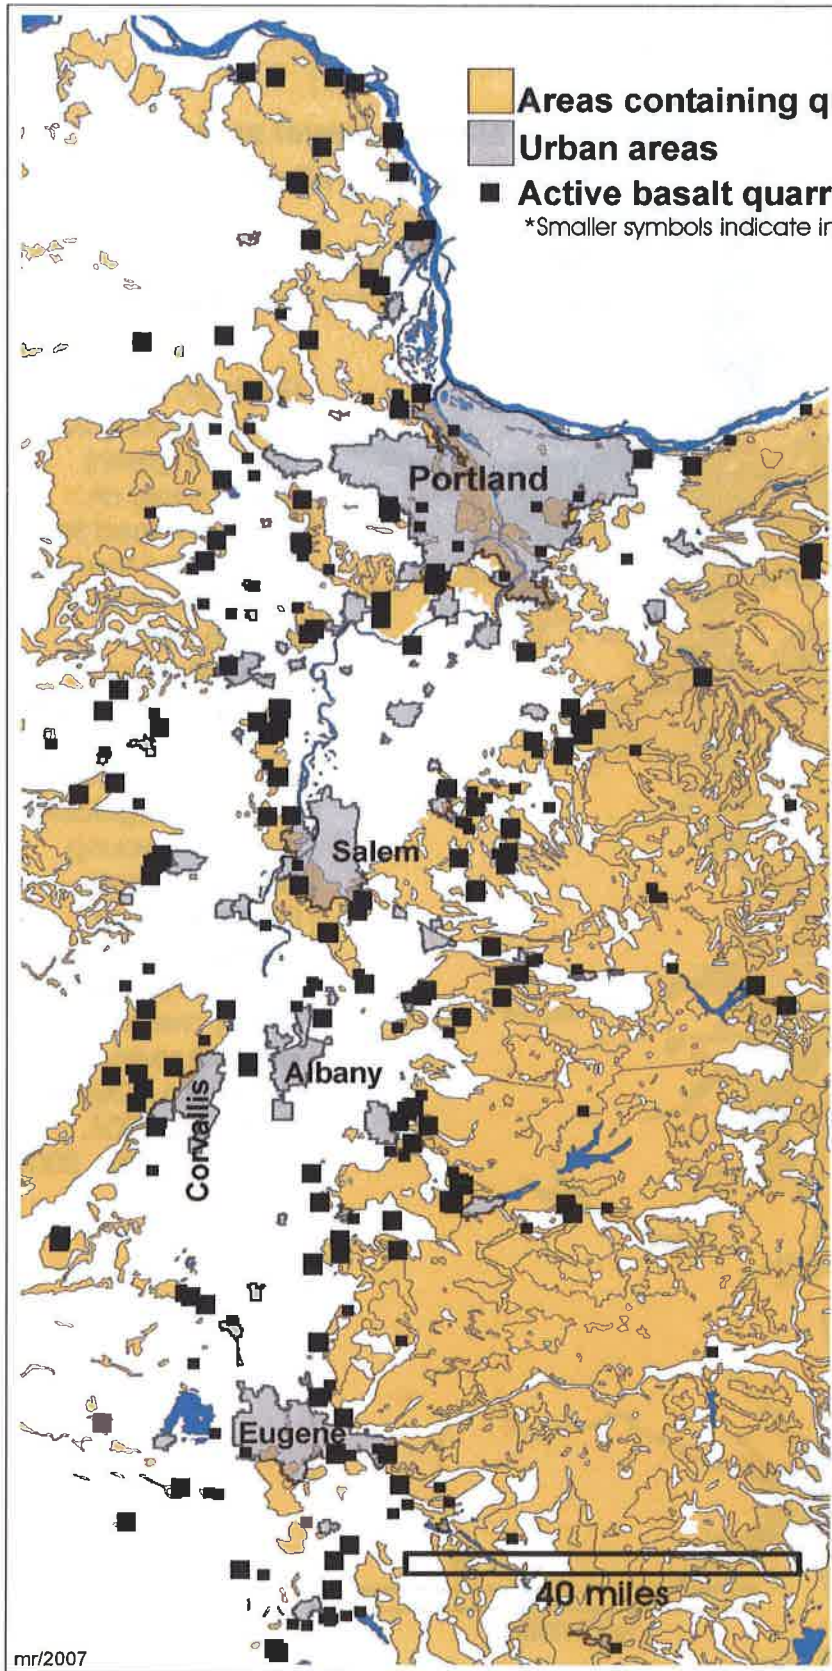 Areas containing q
Urban areas
Active basalt quarr
*Smaller symbols indicate in
Portland
Salem
Albany
Corvallis
Eugene
40 miles
mr/2007